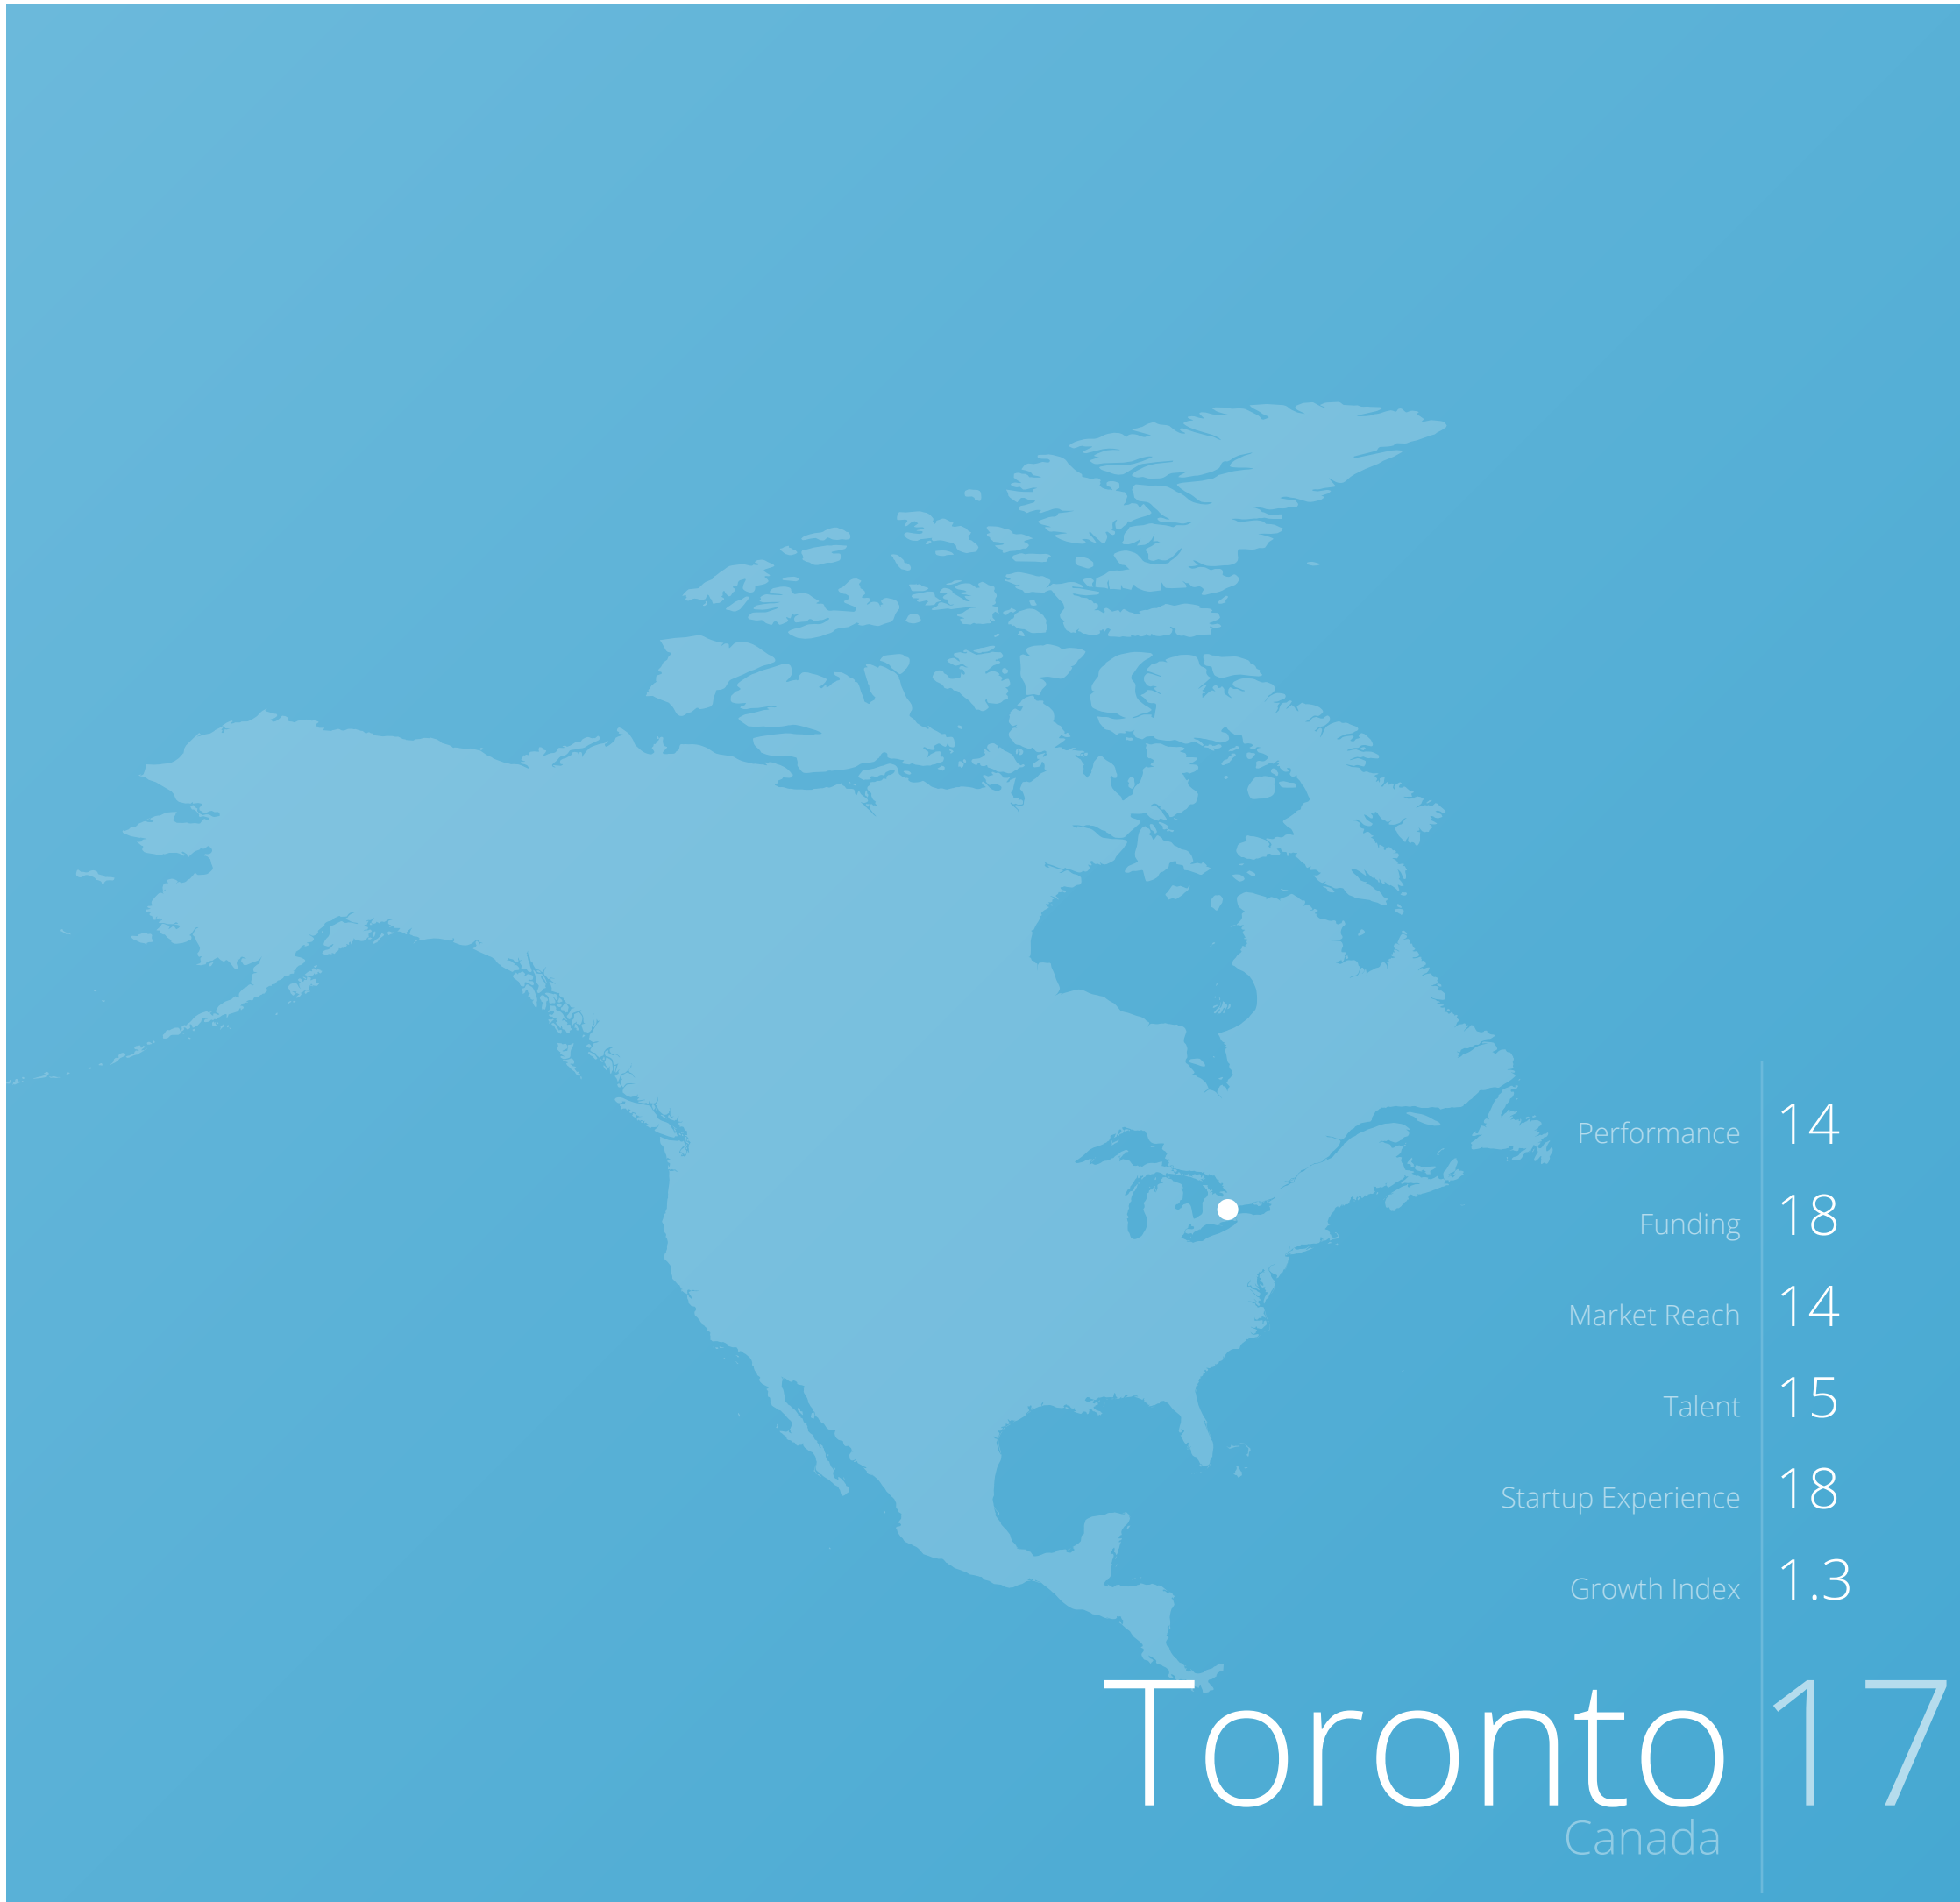 Performance 14
Funding 18
Market Reach 14
Talent 15
Startup Experience 18
Growth Index 1.3
Toronto 17
Canada